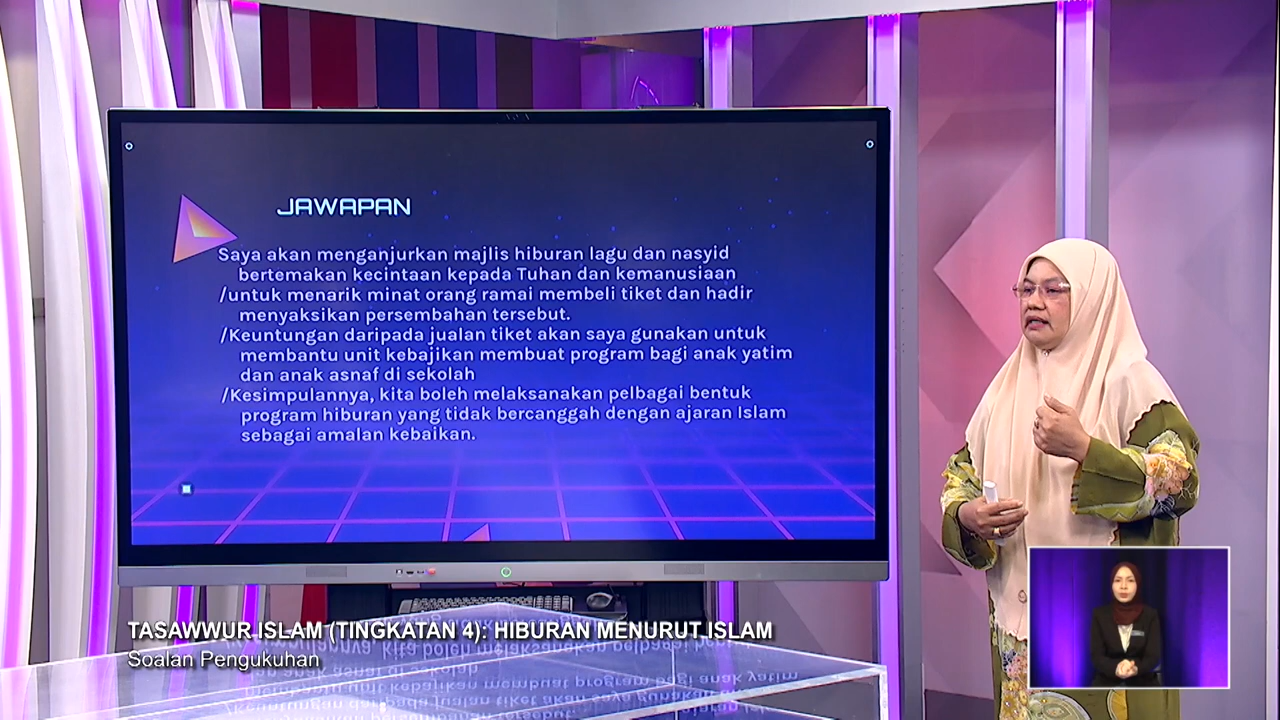 JAWAPAN
Saya akan menganjurkan majlis hiburan lagu dan nasyid
bertemakan kecintaan kepada Tuhan dan kemanusiaan
/untuk menarik minat orang ramai membeli tiket dan hadir
menyaksikan persembahan tersebut.
/Keuntungan daripada jualan tiket akan saya gunakan untuk
membantu unit kebajikan membuat program bagi anak yatim
dan anak asnaf di sekolah
/Kesimpulannya, kita boleh melaksanakan pelbagai bentuk
program hiburan yang tidak bercanggah dengan ajaran Islam
sebagai amalan kebaikan.
TASAWWUR ISLAM (TINGKATAN 4): HIBURAN MENURUT ISLAM
Soalan Pengukuhan